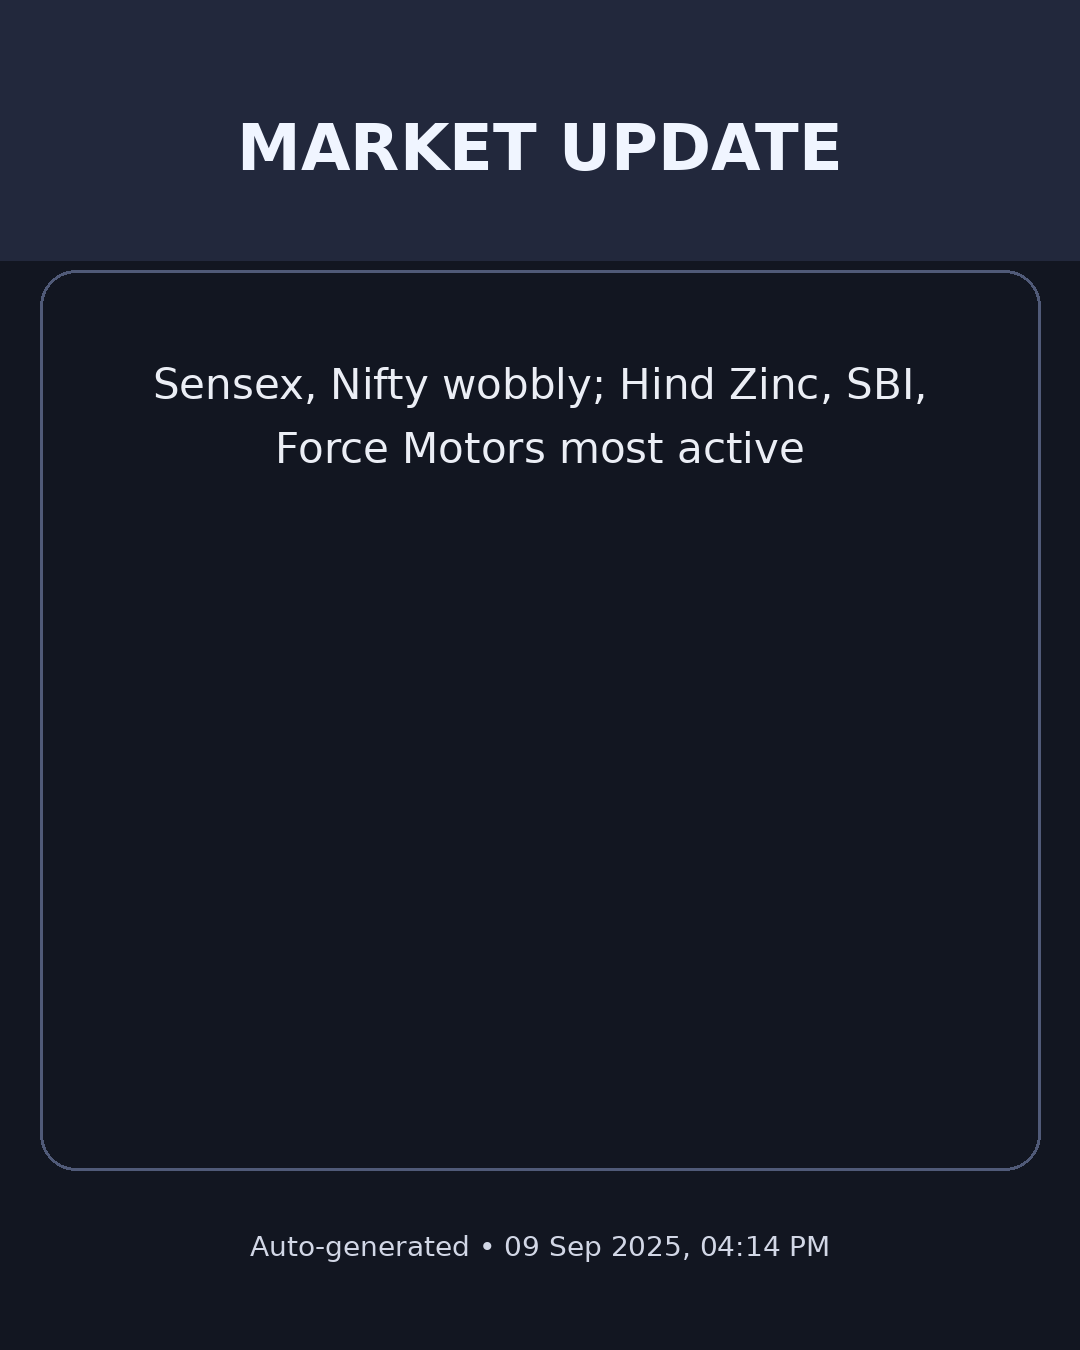 MARKET UPDATE
Sensex, Nifty wobbly; Hind Zinc, SBI,
Force Motors most active
Auto-generated • 09 Sep 2025, 04:14 PM